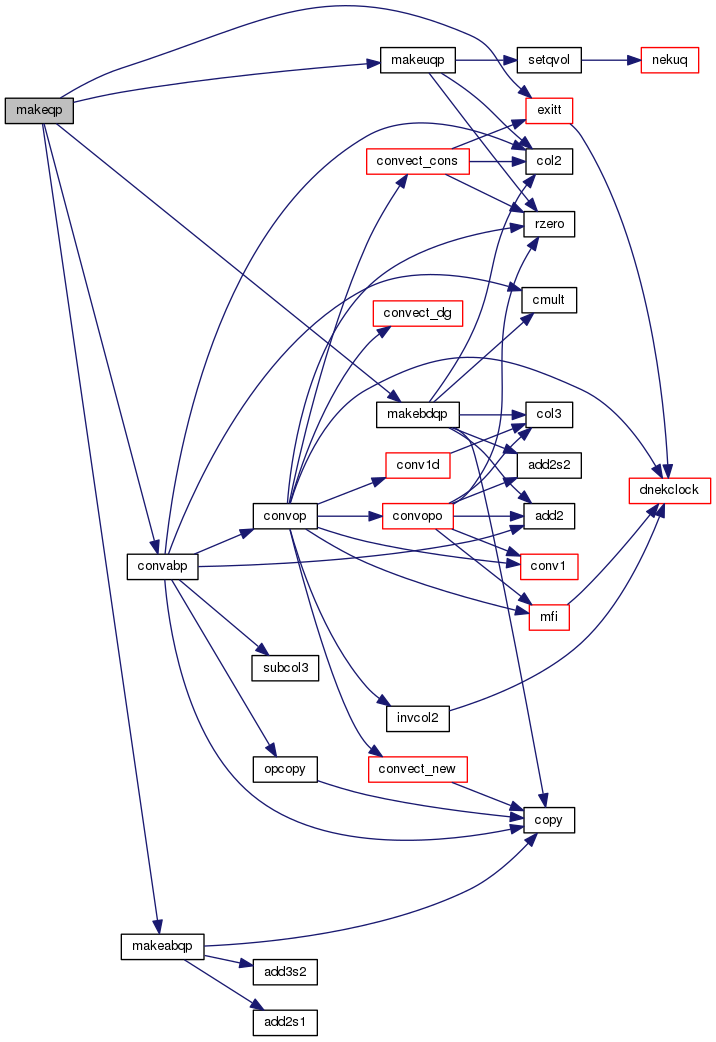 makeuqp
setqvol
nekuq
makeqp
exitt
convect_cons
col2
rzero
cmult
convect_dg
makebdqp
col3
conv1d
add2s2
dnekclock
convop
convopo
add2
convabp
conv1
mfi
subcol3
invcol2
opcopy
convect_new
copy
makeabqp
add3s2
add2s1